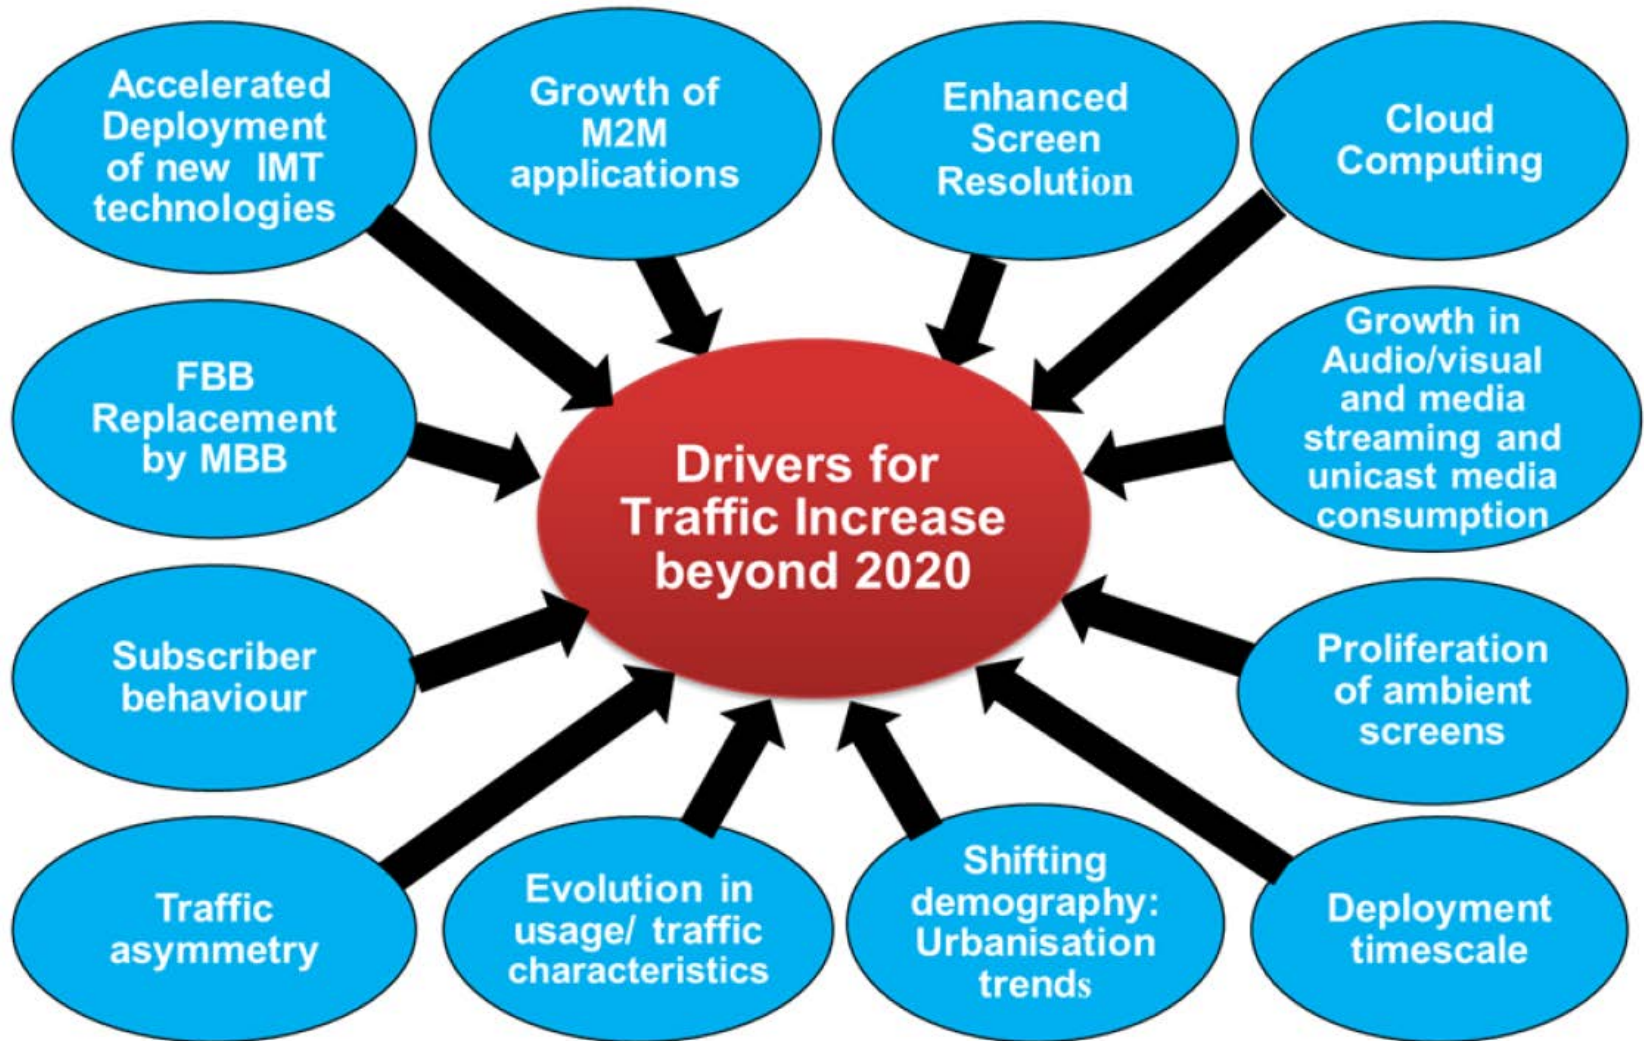 Accelerated
Deployment
of new IMT
technologies
Growth of
M2M
applications
Enhanced
Screen
Resolution
Cloud
Computing
FBB
Replacement
by MBB
Drivers for
Traffic Increase
beyond 2020
Growth in
Audio/visual
and media
streaming and
unicast media
consumption
Subscriber
behaviour
Proliferation
of ambient
screens
Traffic
asymmetry
Evolution in
usage/ traffic
characteristics
Shifting
demography:
Urbanisation
trends
Deployment
timescale